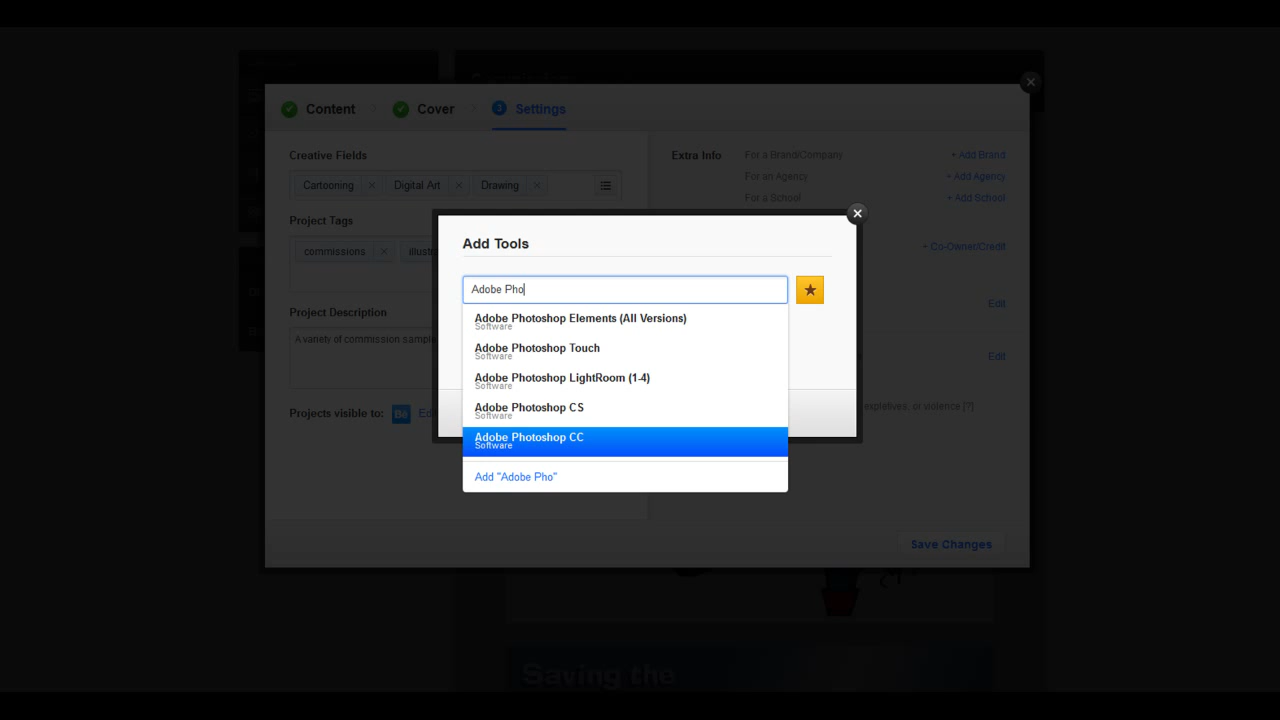 Content
Cover
3 Settings
Creative Fields
Cartooning Digital Art Drawing
Project Tags
commissions illustr
Project Description
A variety of commission sample
Projects visible to: Bē Edi
Extra Info For a Brand/Company + Add Brand
For an Agency + Add Agency
For a School + Add School
+ Co-Owner/Credit
Edit
Edit
expletives, or violence [?]
Add Tools
Adobe Pho
Adobe Photoshop Elements (All Versions)
Software
Adobe Photoshop Touch
Software
Adobe Photoshop LightRoom (1-4)
Software
Adobe Photoshop CS
Software
Adobe Photoshop CC
Software
Add "Adobe Pho"
Save Changes
Saving the